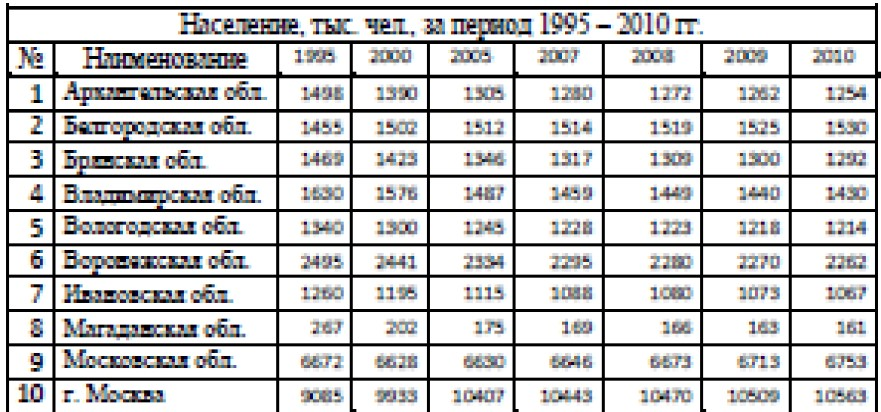 Население, тыс. чел., за период 1995 – 2010 гг.
№ Наименование 1995 2000 2005 2007 2008 2009 2010
1 Архангельская обл. 1498 1390 1305 1280 1272 1262 1254
2 Белгородская обл. 1455 1502 1512 1514 1519 1525 1530
3 Брянская обл. 1469 1423 1346 1317 1309 1300 1292
4 Владимирская обл. 1630 1576 1487 1459 1449 1440 1430
5 Вологодская обл. 1340 1300 1245 1228 1223 1218 1214
6 Воронежская обл. 2495 2441 2334 2295 2280 2270 2262
7 Ивановская обл. 1260 1195 1115 1088 1080 1073 1067
8 Магаданская обл. 267 202 175 169 166 163 161
9 Московская обл. 6672 6628 6630 6646 6673 6713 6753
10 г. Москва 9085 9933 10407 10443 10470 10509 10563